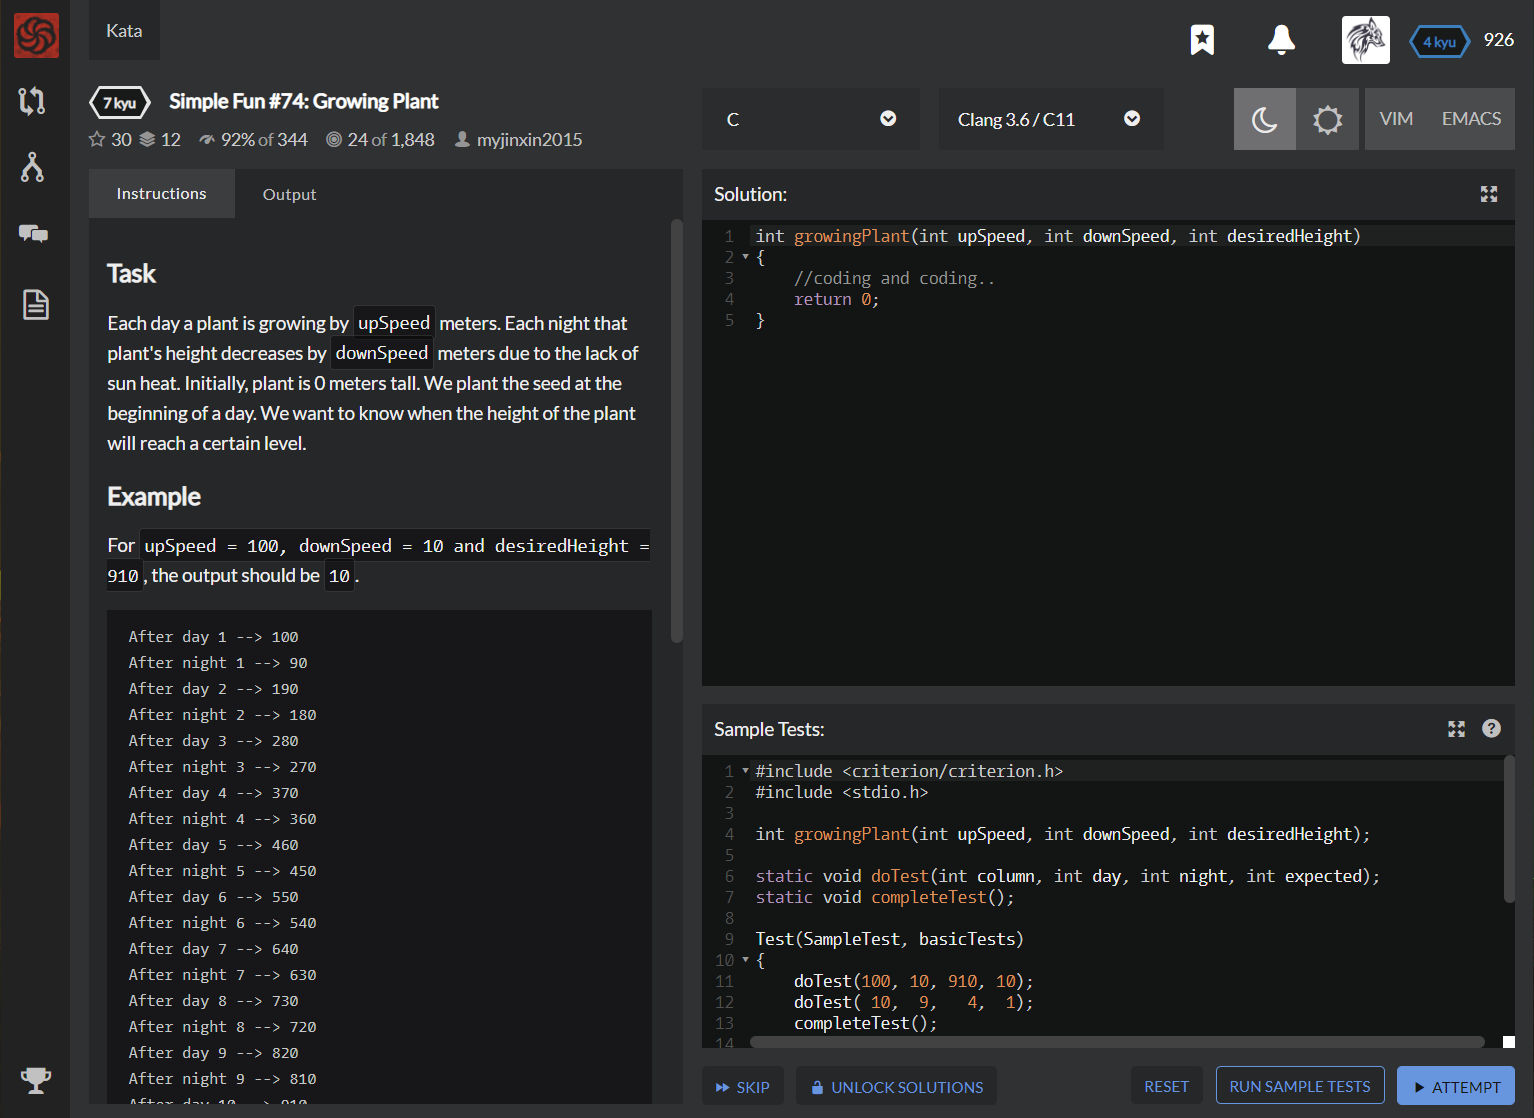 Kata
4 kyu 926
7 kyu Simple Fun #74: Growing Plant
30 12 92% of 344 24 of 1,848 myjinxin2015
C
Clang 3.6 / C11
VIM EMACS
Instructions Output
Task
Each day a plant is growing by upSpeed meters. Each night that
plant's height decreases by downSpeed meters due to the lack of
sun heat. Initially, plant is 0 meters tall. We plant the seed at the
beginning of a day. We want to know when the height of the plant
will reach a certain level.
Example
For upSpeed = 100, downSpeed = 10 and desiredHeight =
910, the output should be 10.
After day 1 --> 100
After night 1 --> 90
After day 2 --> 190
After night 2 --> 180
After day 3 --> 280
After night 3 --> 270
After day 4 --> 370
After night 4 --> 360
After day 5 --> 460
After night 5 --> 450
After day 6 --> 550
After night 6 --> 540
After day 7 --> 640
After night 7 --> 630
After day 8 --> 730
After night 8 --> 720
After day 9 --> 820
After night 9 --> 810
After day 10 --> 910
Solution:
1 int growingPlant(int upSpeed, int downSpeed, int desiredHeight)
2 {
3 //coding and coding..
4 return 0;
5 }
Sample Tests:
1 #include <criterion/criterion.h>
2 #include <stdio.h>
3
4 int growingPlant(int upSpeed, int downSpeed, int desiredHeight);
5
6 static void doTest(int column, int day, int night, int expected);
7 static void completeTest();
8
9 Test(SampleTest, basicTests)
10 {
11 doTest(100, 10, 910, 10);
12 doTest( 10, 9, 4, 1);
13 completeTest();
14
SKIP UNLOCK SOLUTIONS RESET RUN SAMPLE TESTS ATTEMPT